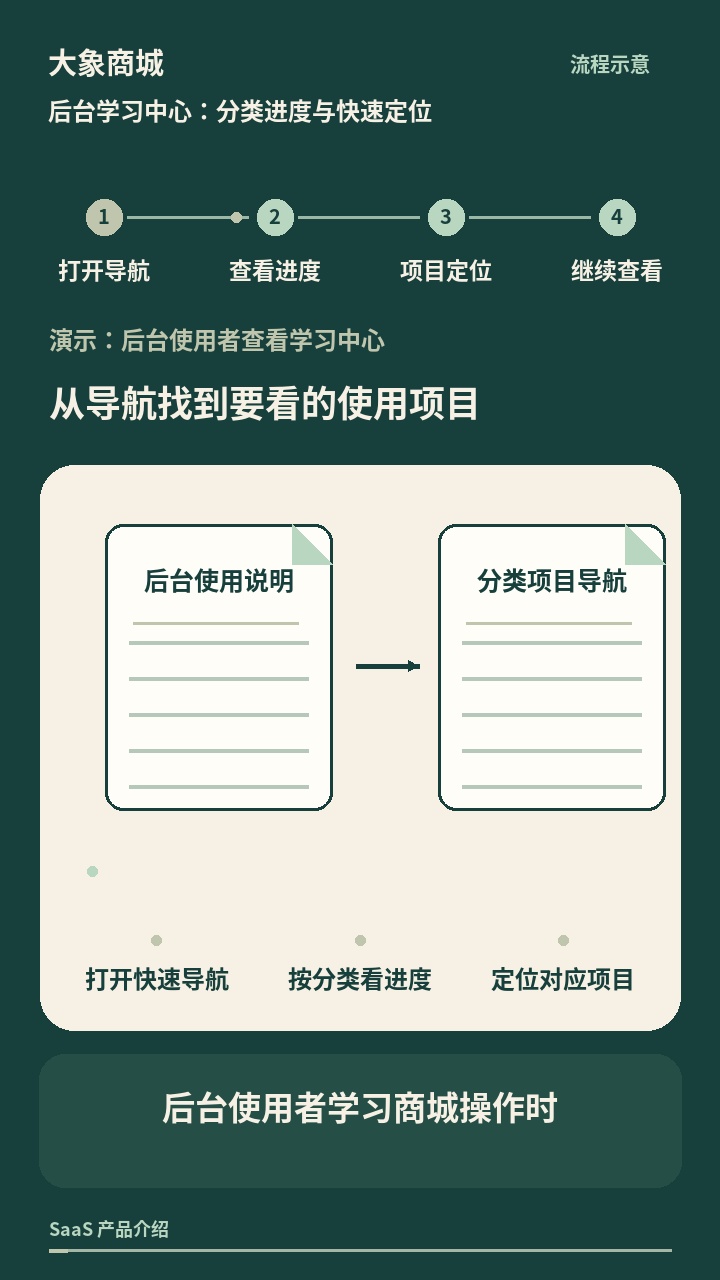 大象商城
流程示意
后台学习中心：分类进度与快速定位
1
2
3
4
打开导航
查看进度
项目定位
继续查看
演示：后台使用者查看学习中心
从导航找到要看的使用项目
后台使用说明
分类项目导航
打开快速导航
按分类看进度
定位对应项目
后台使用者学习商城操作时
SaaS 产品介绍